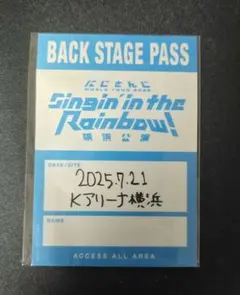 BACK STAGE PASS
にじさんじ
WORLD TOUR 2025
Singin' in the
Rainbow!
横浜公演
DATE/SITE
2025.7.21
Kアリーナ横浜
NAME
ACCESS ALL AREA